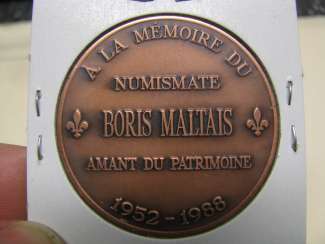 À LA MÉMOIRE DU
NUMISMATE
BORIS MALTAIS
AMANT DU PATRIMOINE
1952-1988